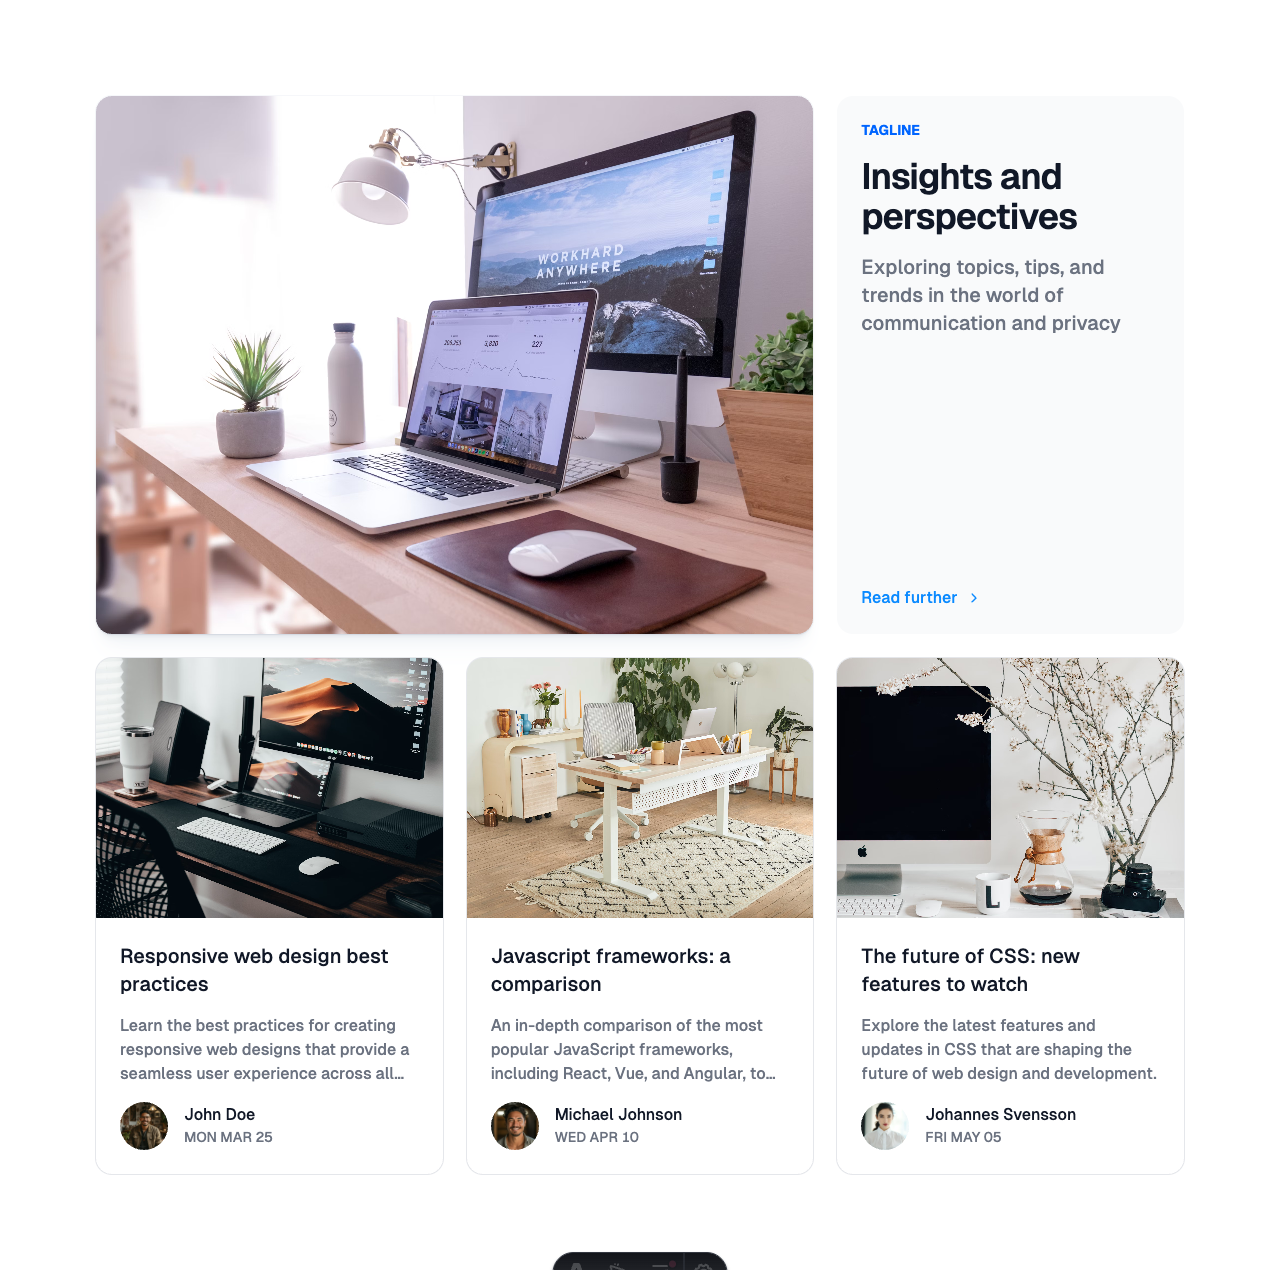 WORKHARD
ANYWHERE
TAGLINE
Insights and
perspectives
Exploring topics, tips, and
trends in the world of
communication and privacy
Read further
Responsive web design best
practices
Learn the best practices for creating
responsive web designs that provide a
seamless user experience across all...
John Doe
MON MAR 25
Javascript frameworks: a
comparison
An in-depth comparison of the most
popular JavaScript frameworks,
including React, Vue, and Angular, to...
Michael Johnson
WED APR 10
L
The future of CSS: new
features to watch
Explore the latest features and
updates in CSS that are shaping the
future of web design and development.
Johannes Svensson
FRI MAY 05